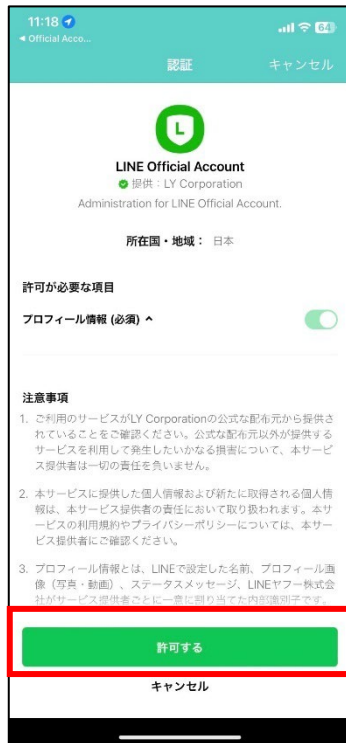 11:18
64
◀ Official Acco...
認証
キャンセル
L
LINE Official Account
提供：LY Corporation
Administration for LINE Official Account.
所在国・地域： 日本
許可が必要な項目
プロフィール情報 (必須)
注意事項
1. ご利用のサービスがLY Corporationの公式な配布元から提供さ
れていることをご確認ください。公式な配布元以外が提供する
サービスを利用して発生したいかなる損害について、本サービ
ス提供者は一切の責任を負いません。
2. 本サービスに提供した個人情報および新たに取得される個人情
報は、本サービス提供者の責任において取り扱われます。本サ
ービスの利用規約やプライバシーポリシーについては、本サー
ビス提供者にご確認ください。
3. プロフィール情報とは、LINEで設定した名前、プロフィール画
像（写真・動画）、ステータスメッセージ、LINEヤフー株式会
社がサービス提供者ごとに一意に割り当てた内部識別子です。
許可する
キャンセル